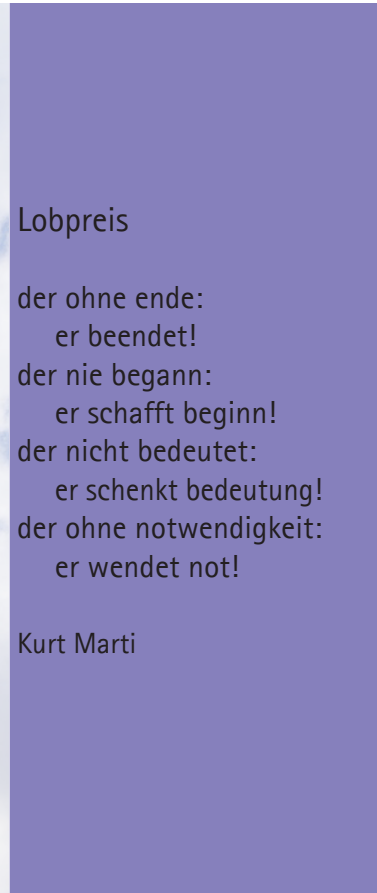 Lobpreis
der ohne ende:
er beendet!
der nie begann:
er schafft beginn!
der nicht bedeutet:
er schenkt bedeutung!
der ohne notwendigkeit:
er wendet not!
Kurt Marti